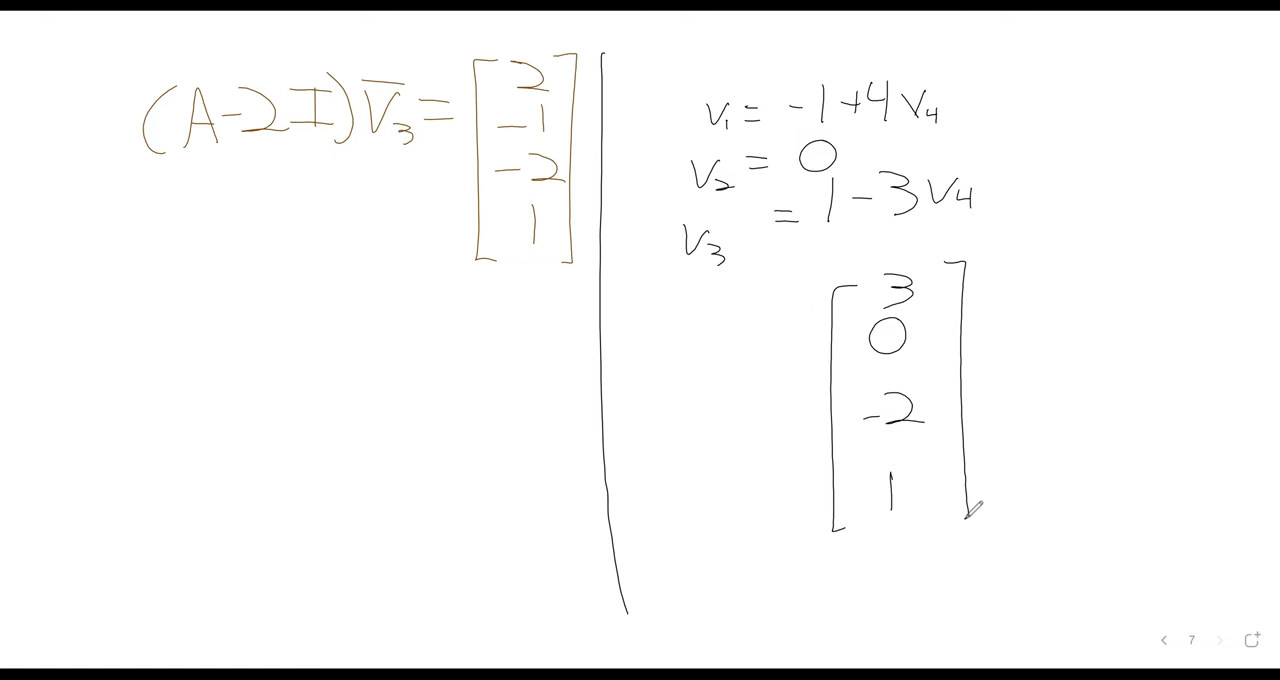 (A-2I)V̅₃ = [2
-1
-2
1]
v₁ = -1+4v₄
v₂ = 0
v₃ = 1-3v₄
[3
0
-2
1]
< 7 >